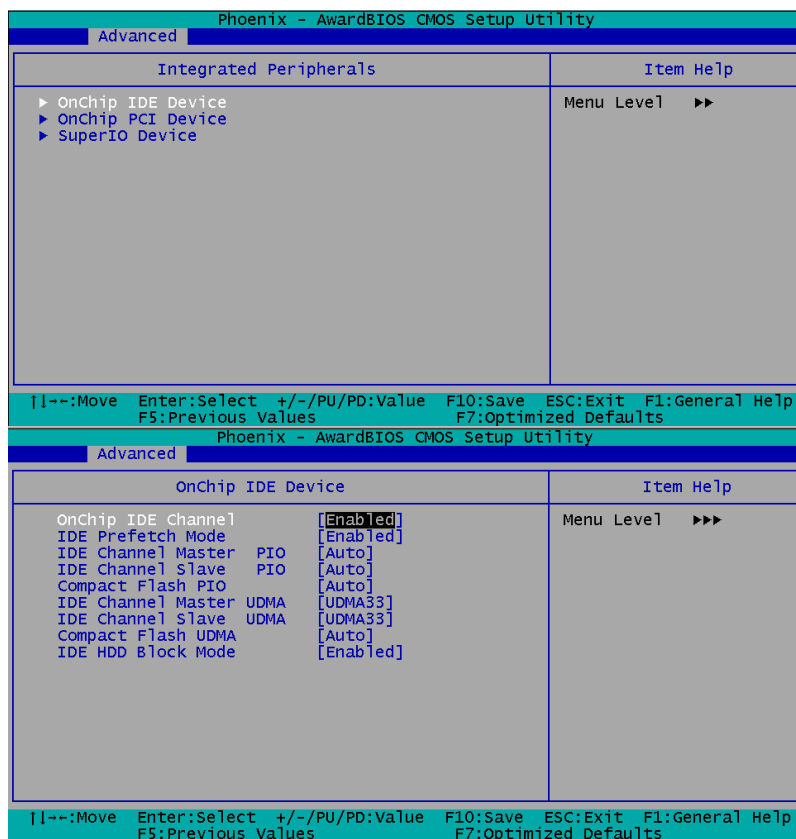 Phoenix - AwardBIOS CMOS Setup Utility
Advanced
Integrated Peripherals Item Help
▶ OnChip IDE Device Menu Level ▶▶
▶ OnChip PCI Device
▶ SuperIO Device
↑↓→←:Move Enter:Select +/-/PU/PD:Value F10:Save ESC:Exit F1:General Help
F5:Previous Values F7:Optimized Defaults
Phoenix - AwardBIOS CMOS Setup Utility
Advanced
OnChip IDE Device Item Help
OnChip IDE Channel [Enabled] Menu Level ▶▶▶
IDE Prefetch Mode [Enabled]
IDE Channel Master PIO [Auto]
IDE Channel Slave PIO [Auto]
Compact Flash PIO [Auto]
IDE Channel Master UDMA [UDMA33]
IDE Channel Slave UDMA [UDMA33]
Compact Flash UDMA [Auto]
IDE HDD Block Mode [Enabled]
↑↓→←:Move Enter:Select +/-/PU/PD:Value F10:Save ESC:Exit F1:General Help
F5:Previous Values F7:Optimized Defaults